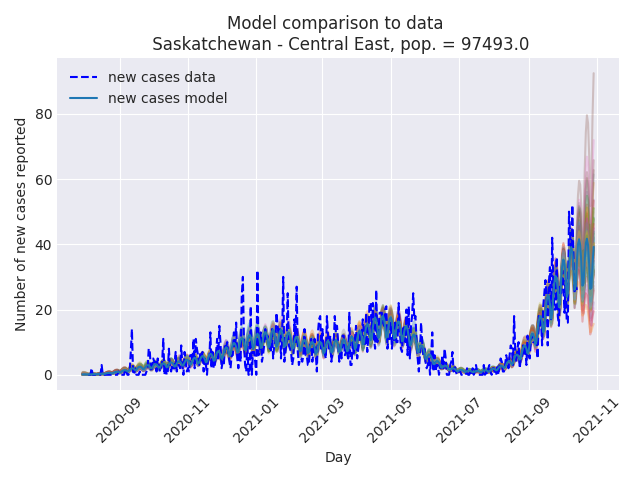 Model comparison to data
Saskatchewan - Central East, pop. = 97493.0
new cases data
new cases model
Number of new cases reported
80
60
40
20
0
2020-09
2020-11
2021-01
2021-03
2021-05
2021-07
2021-09
2021-11
Day